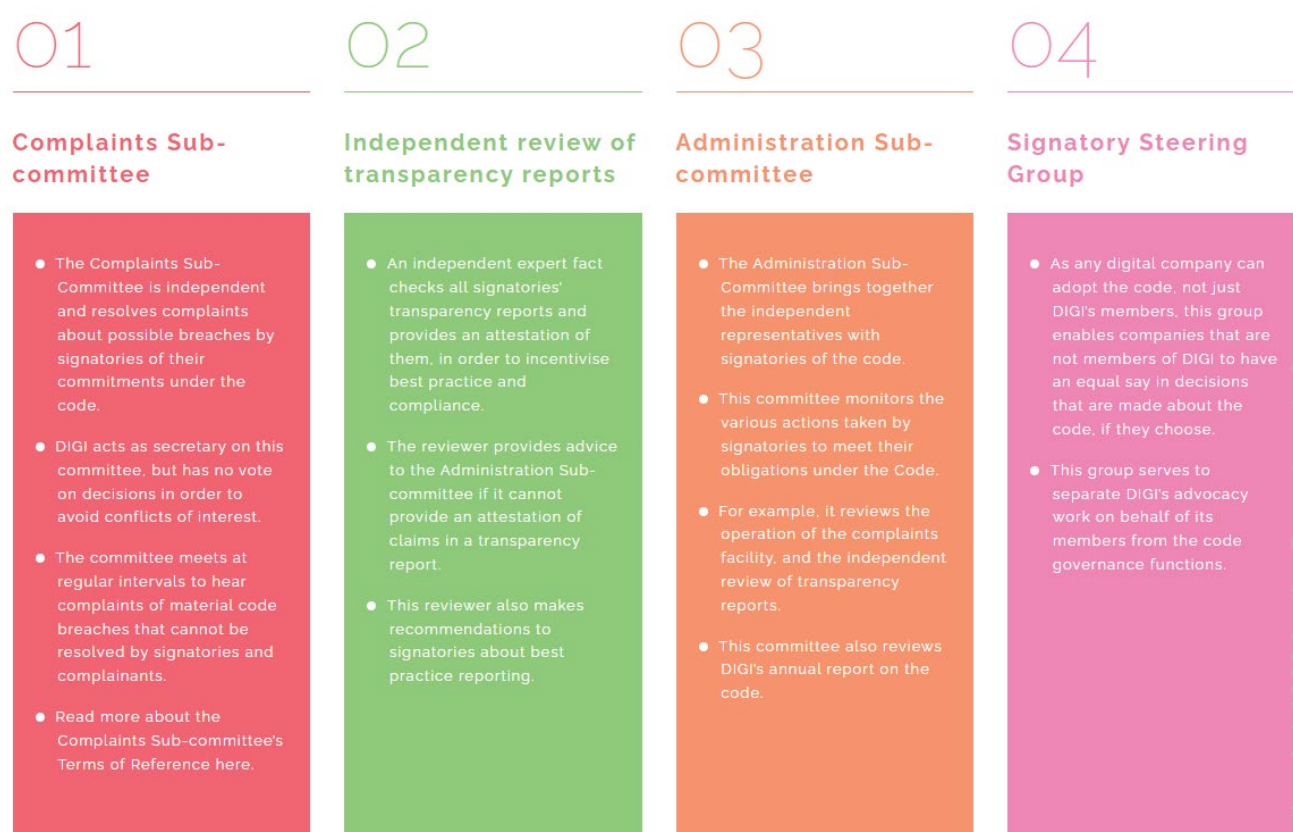 01
Complaints Sub-
committee
The Complaints Sub-
Committee is independent
and resolves complaints
about possible breaches by
signatories of their
commitments under the
code.
DIGI acts as secretary on this
committee, but has no vote
on decisions in order to
avoid conflicts of interest.
The committee meets at
regular intervals to hear
complaints of material code
breaches that cannot be
resolved by signatories and
complainants.
Read more about the
Complaints Sub-committee's
Terms of Reference here.
02
Independent review of
transparency reports
An independent expert fact
checks all signatories'
transparency reports and
provides an attestation of
them, in order to incentivise
best practice and
compliance.
The reviewer provides advice
to the Administration Sub-
committee if it cannot
provide an attestation of
claims in a transparency
report.
This reviewer also makes
recommendations to
signatories about best
practice reporting.
03
Administration Sub-
committee
The Administration Sub-
Committee brings together
the independent
representatives with
signatories of the code.
This committee monitors the
various actions taken by
signatories to meet their
obligations under the Code.
For example, it reviews the
operation of the complaints
facility, and the independent
review of transparency
reports.
This committee also reviews
DIGI's annual report on the
code.
04
Signatory Steering
Group
As any digital company can
adopt the code, not just
DIGI's members, this group
enables companies that are
not members of DIGI to have
an equal say in decisions
that are made about the
code, if they choose.
This group serves to
separate DIGI's advocacy
work on behalf of its
members from the code
governance functions.